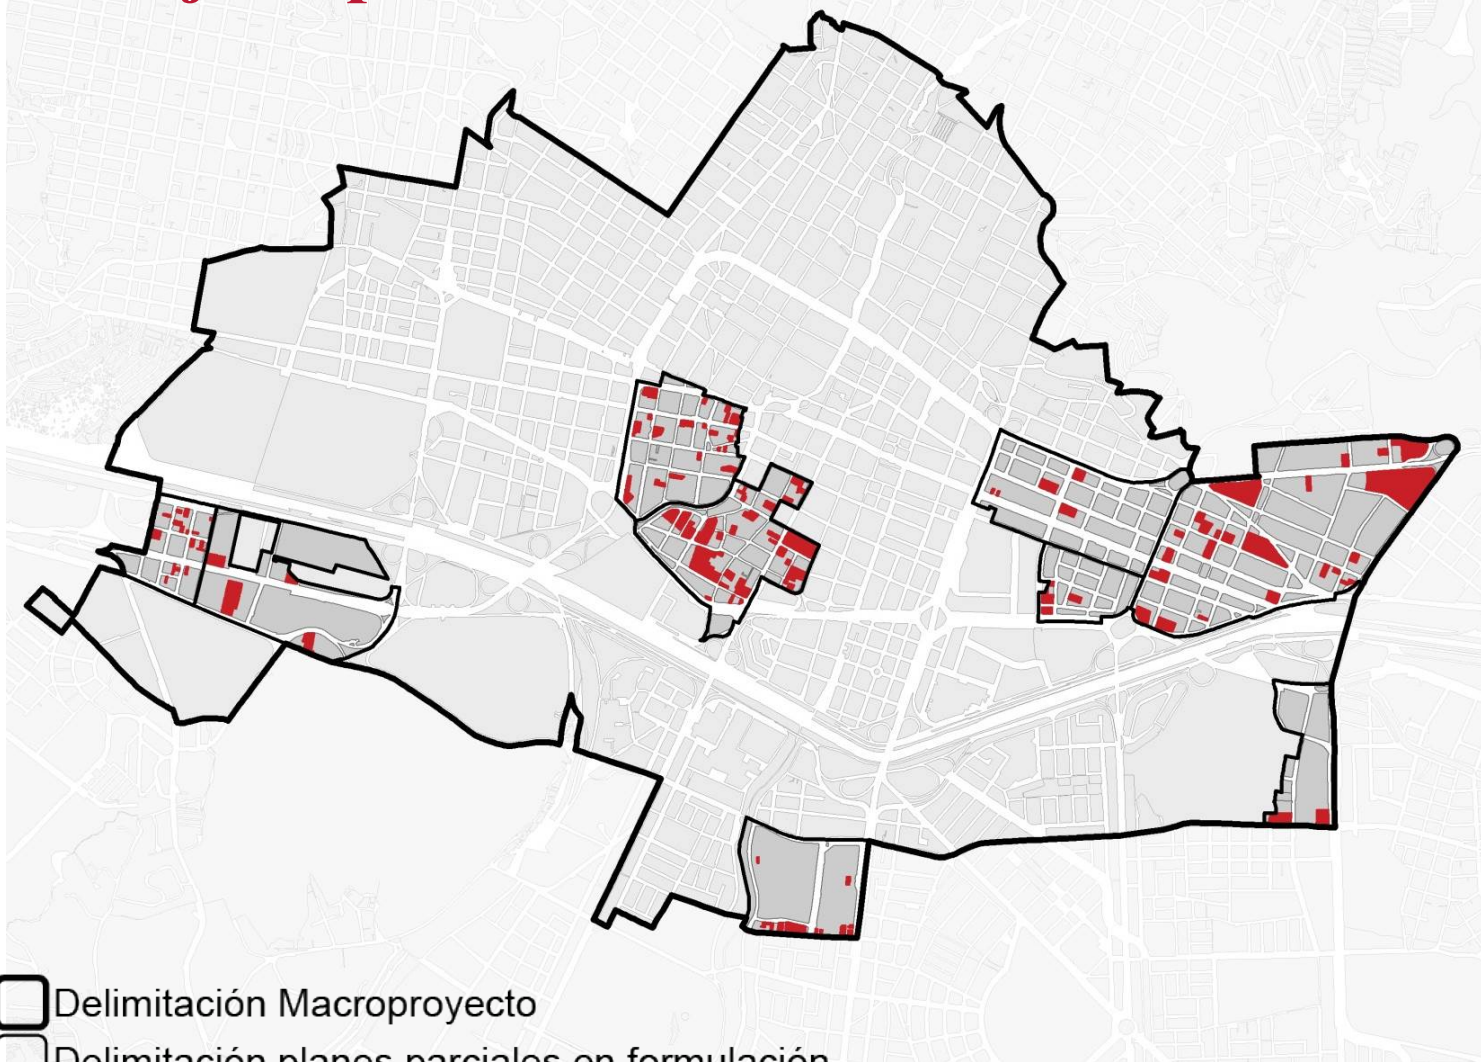 Delimitación Macroproyecto
Delimitación planes parciales en formulación